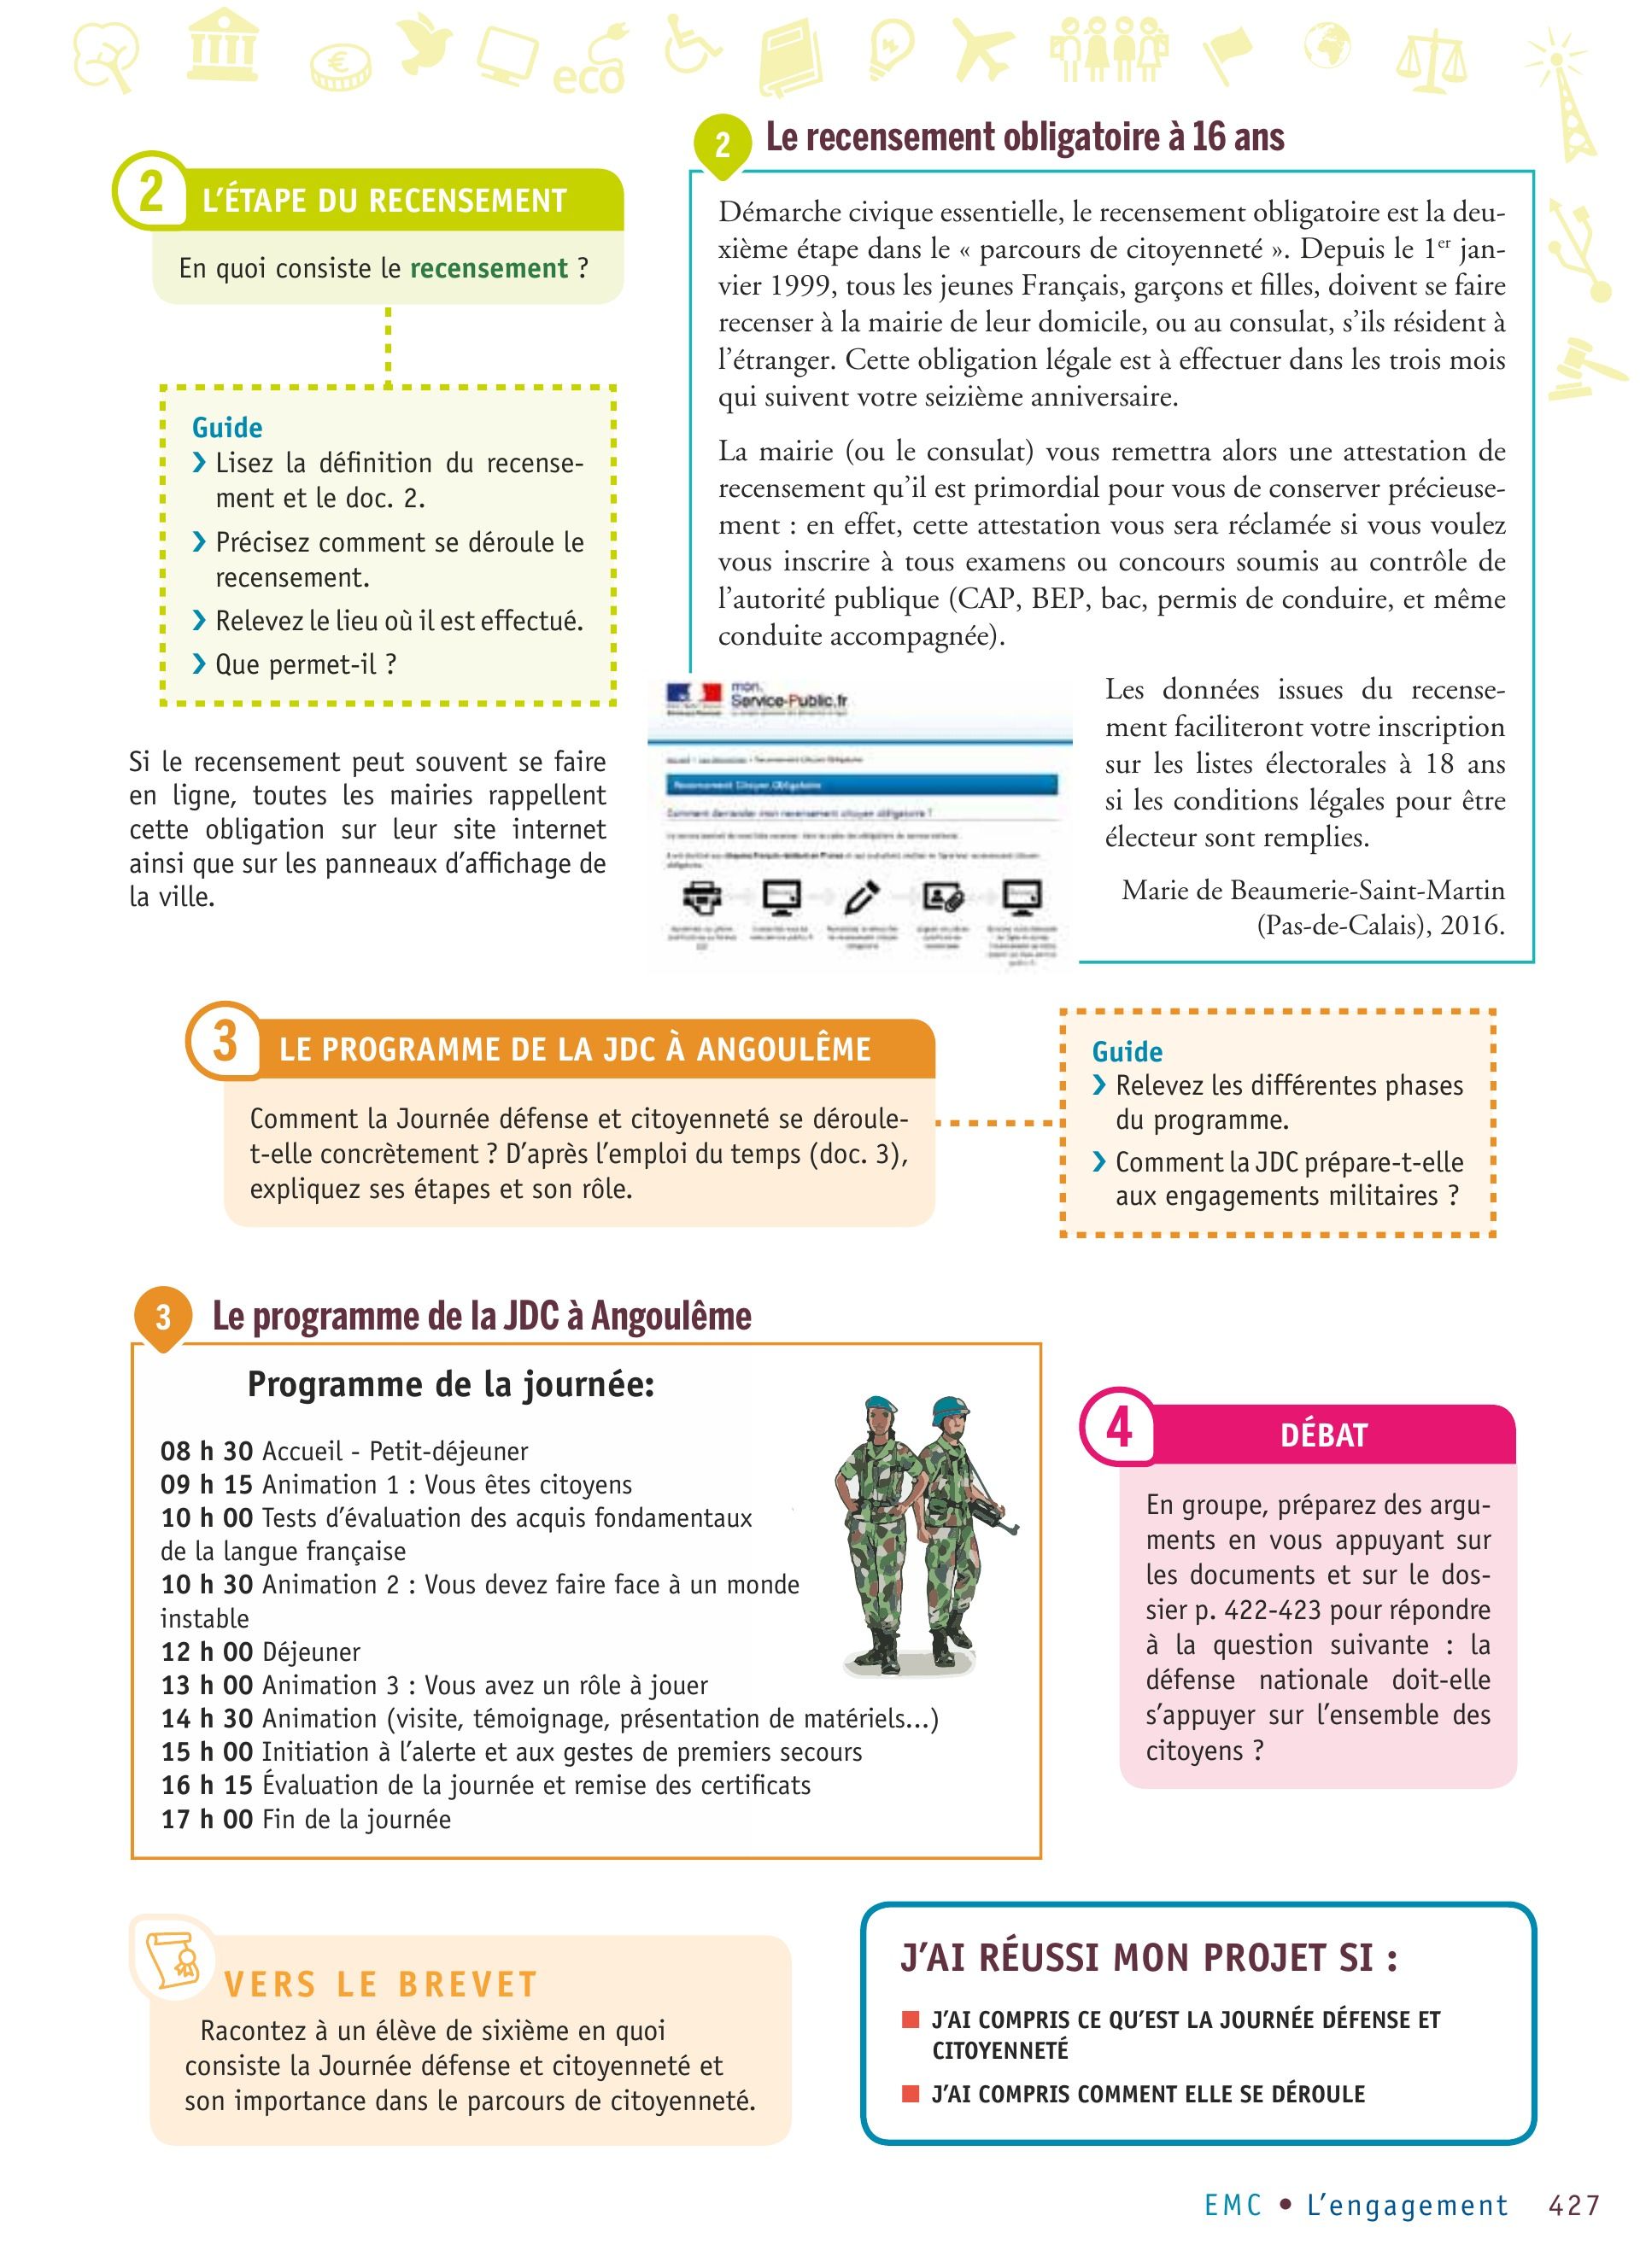 eco
2
L'ÉTAPE DU RECENSEMENT
En quoi consiste le recensement ?
Guide
❯ Lisez la définition du recense-
ment et le doc. 2.
❯ Précisez comment se déroule le
recensement.
❯ Relevez le lieu où il est effectué.
❯ Que permet-il ?
Si le recensement peut souvent se faire
en ligne, toutes les mairies rappellent
cette obligation sur leur site internet
ainsi que sur les panneaux d'affichage de
la ville.
2
Le recensement obligatoire à 16 ans
Démarche civique essentielle, le recensement obligatoire est la deu-
xième étape dans le « parcours de citoyenneté ». Depuis le 1er jan-
vier 1999, tous les jeunes Français, garçons et filles, doivent se faire
recenser à la mairie de leur domicile, ou au consulat, s'ils résident à
l'étranger. Cette obligation légale est à effectuer dans les trois mois
qui suivent votre seizième anniversaire.
La mairie (ou le consulat) vous remettra alors une attestation de
recensement qu'il est primordial pour vous de conserver précieuse-
ment : en effet, cette attestation vous sera réclamée si vous voulez
vous inscrire à tous examens ou concours soumis au contrôle de
l'autorité publique (CAP, BEP, bac, permis de conduire, et même
conduite accompagnée).
mon.
Service-Public.fr
Recensement Citoyen Obligatoire
Comment demander mon recensement citoyen obligatoire ?
Les données issues du recense-
ment faciliteront votre inscription
sur les listes électorales à 18 ans
si les conditions légales pour être
électeur sont remplies.
Marie de Beaumerie-Saint-Martin
(Pas-de-Calais), 2016.
3
LE PROGRAMME DE LA JDC À ANGOULÊME
Comment la Journée défense et citoyenneté se déroule-
t-elle concrètement ? D'après l'emploi du temps (doc. 3),
expliquez ses étapes et son rôle.
Guide
❯ Relevez les différentes phases
du programme.
❯ Comment la JDC prépare-t-elle
aux engagements militaires ?
3
Le programme de la JDC à Angoulême
Programme de la journée:
08 h 30 Accueil - Petit-déjeuner
09 h 15 Animation 1 : Vous êtes citoyens
10 h 00 Tests d'évaluation des acquis fondamentaux
de la langue française
10 h 30 Animation 2 : Vous devez faire face à un monde
instable
12 h 00 Déjeuner
13 h 00 Animation 3 : Vous avez un rôle à jouer
14 h 30 Animation (visite, témoignage, présentation de matériels...)
15 h 00 Initiation à l'alerte et aux gestes de premiers secours
16 h 15 Évaluation de la journée et remise des certificats
17 h 00 Fin de la journée
4
DÉBAT
En groupe, préparez des argu-
ments en vous appuyant sur
les documents et sur le dos-
sier p. 422-423 pour répondre
à la question suivante : la
défense nationale doit-elle
s'appuyer sur l'ensemble des
citoyens ?
VERS LE BREVET
Racontez à un élève de sixième en quoi
consiste la Journée défense et citoyenneté et
son importance dans le parcours de citoyenneté.
J'AI RÉUSSI MON PROJET SI :
■ J'AI COMPRIS CE QU'EST LA JOURNÉE DÉFENSE ET
CITOYENNETÉ
■ J'AI COMPRIS COMMENT ELLE SE DÉROULE
EMC • L'engagement 427